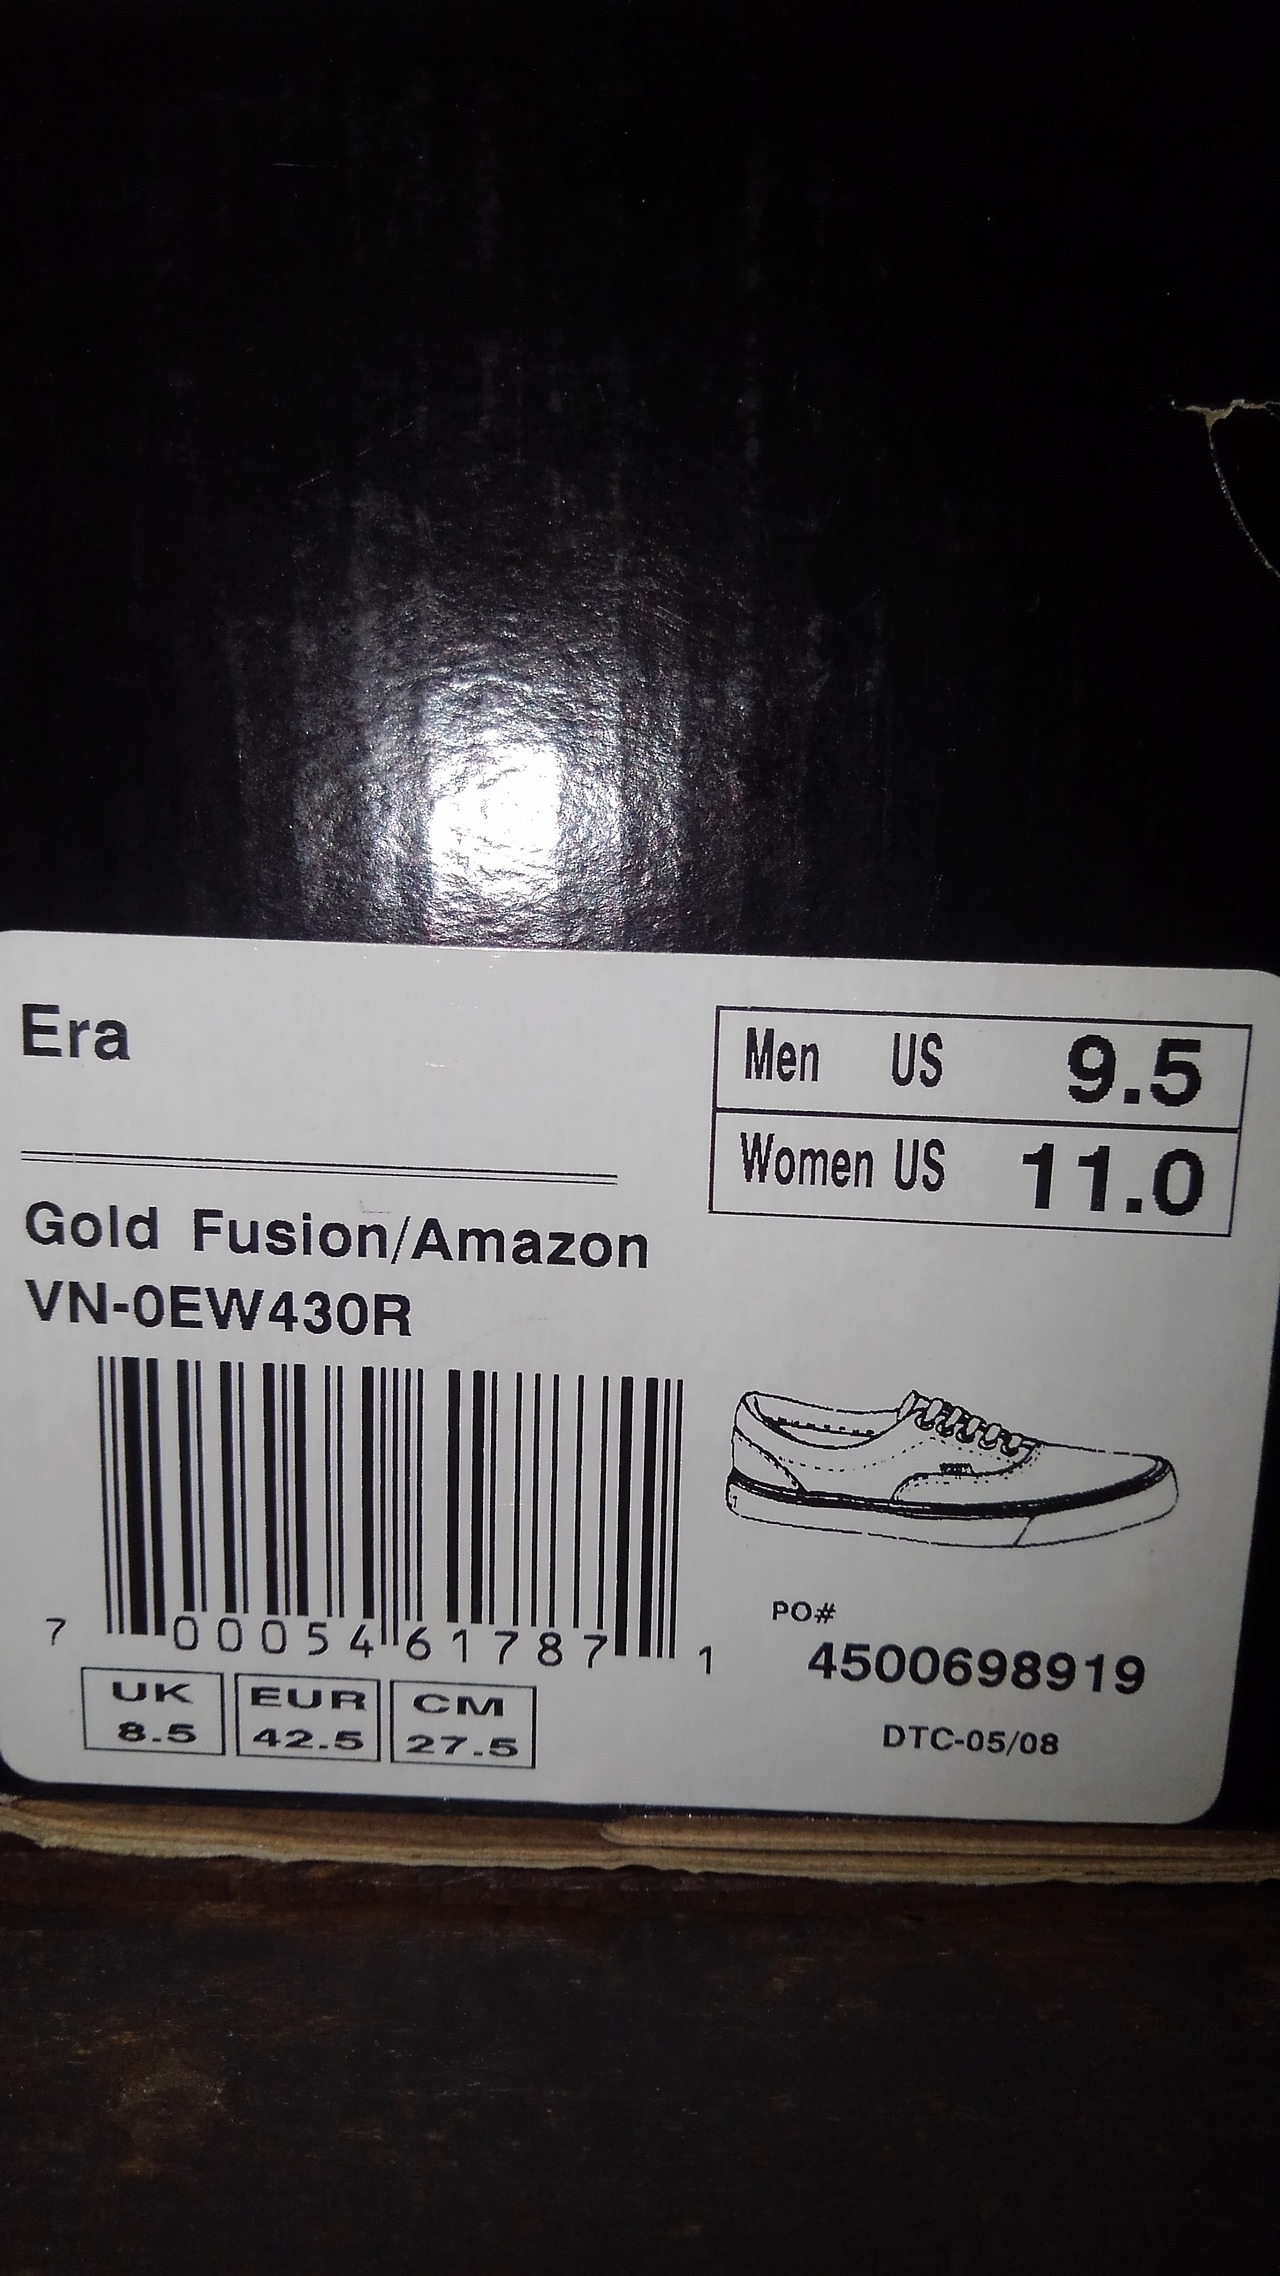 Era
Men US 9.5
Women US 11.0
Gold Fusion/Amazon
VN-0EW430R
7 00054 61787 1
UK 8.5
EUR 42.5
CM 27.5
PO#
4500698919
DTC-05/08